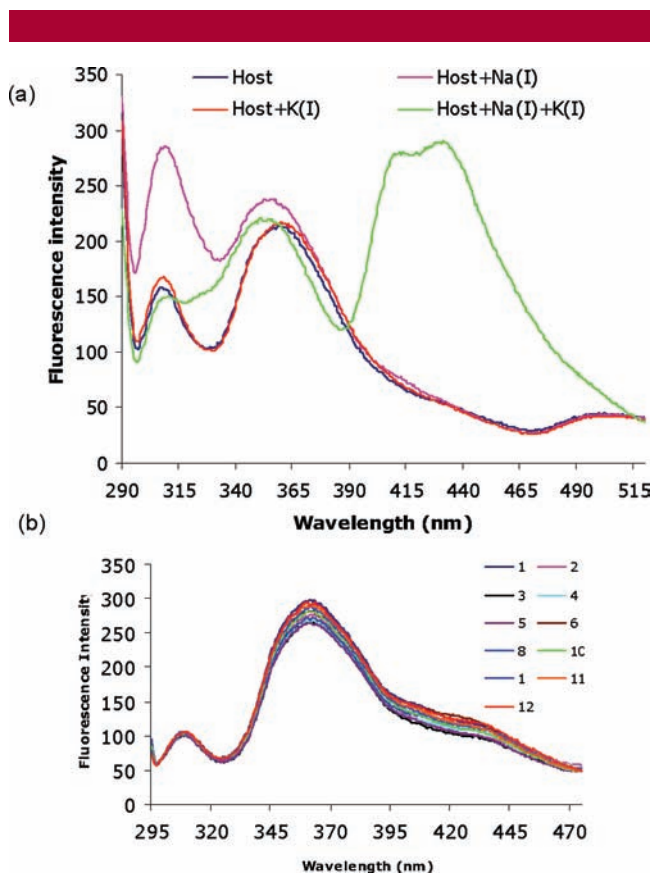 (a)
350
300
250
200
150
100
50
0
Fluorescence intensity
Host
Host+Na(I)
Host+K(I)
Host+Na(I)+K(I)
290 315 340 365 390 415 440 465 490 515
Wavelength (nm)
(b)
350
300
250
200
150
100
50
0
Fluorescence Intensit
1
2
3
4
5
6
8
1C
1
11
12
295 320 345 370 395 420 445 470
Wavelength (nm)